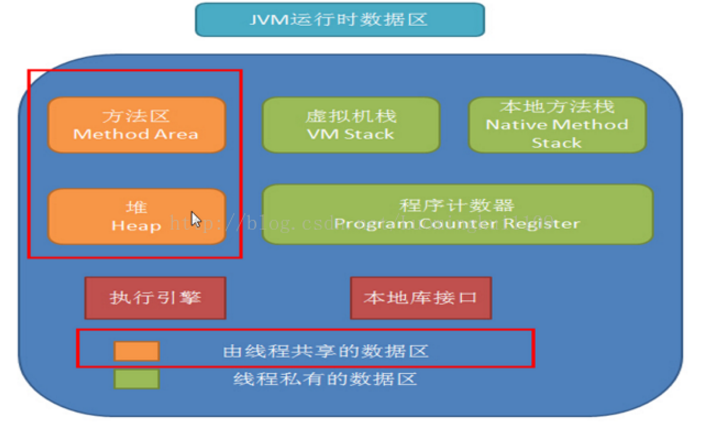 JVM运行时数据区
方法区
Method Area
虚拟机栈
VM Stack
本地方法栈
Native Method
Stack
堆
Heap
程序计数器
Program Counter Register
http://blog.csd
执行引擎
本地库接口
由线程共享的数据区
线程私有的数据区